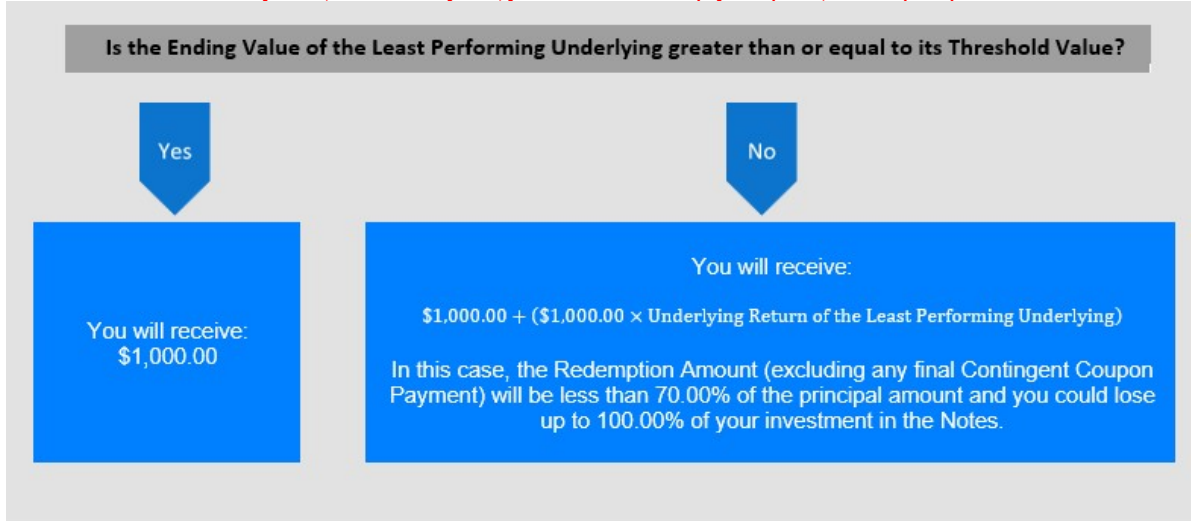 Is the Ending Value of the Least Performing Underlying greater than or equal to its Threshold Value?
Yes
No
You will receive:
$1,000.00
You will receive:
$1,000.00 + ($1,000.00 × Underlying Return of the Least Performing Underlying)
In this case, the Redemption Amount (excluding any final Contingent Coupon
Payment) will be less than 70.00% of the principal amount and you could lose
up to 100.00% of your investment in the Notes.